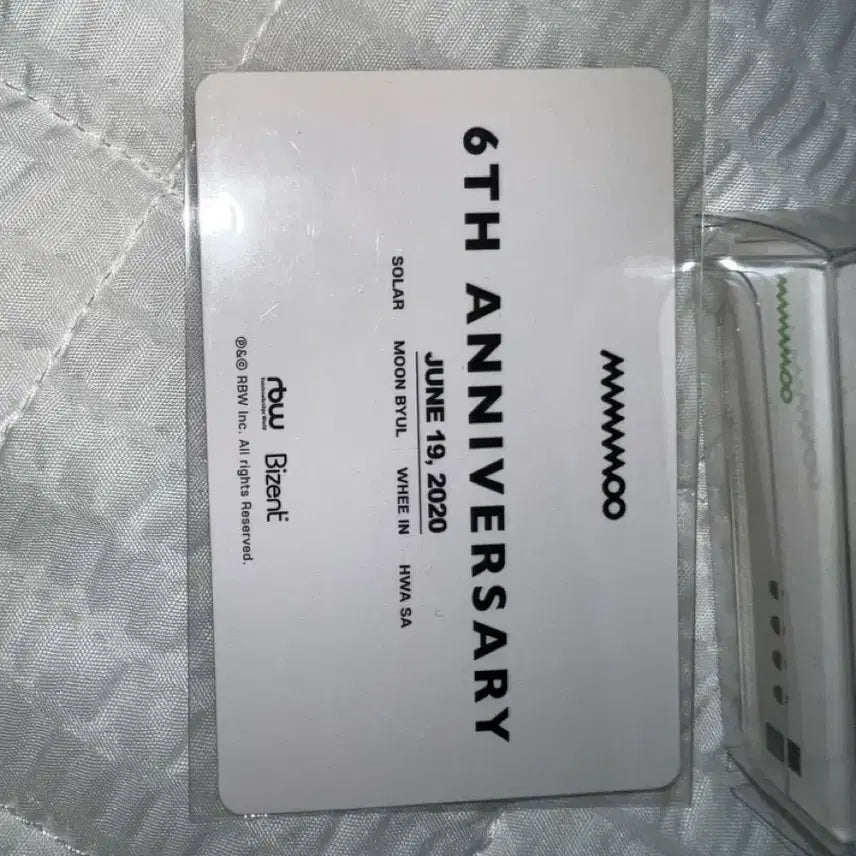 MAMAMOO
6TH ANNIVERSARY
JUNE 19, 2020
SOLAR MOON BYUL WHEE IN HWA SA
rbw Bizent
℗&© RBW Inc. All rights Reserved.
MAMAMOO